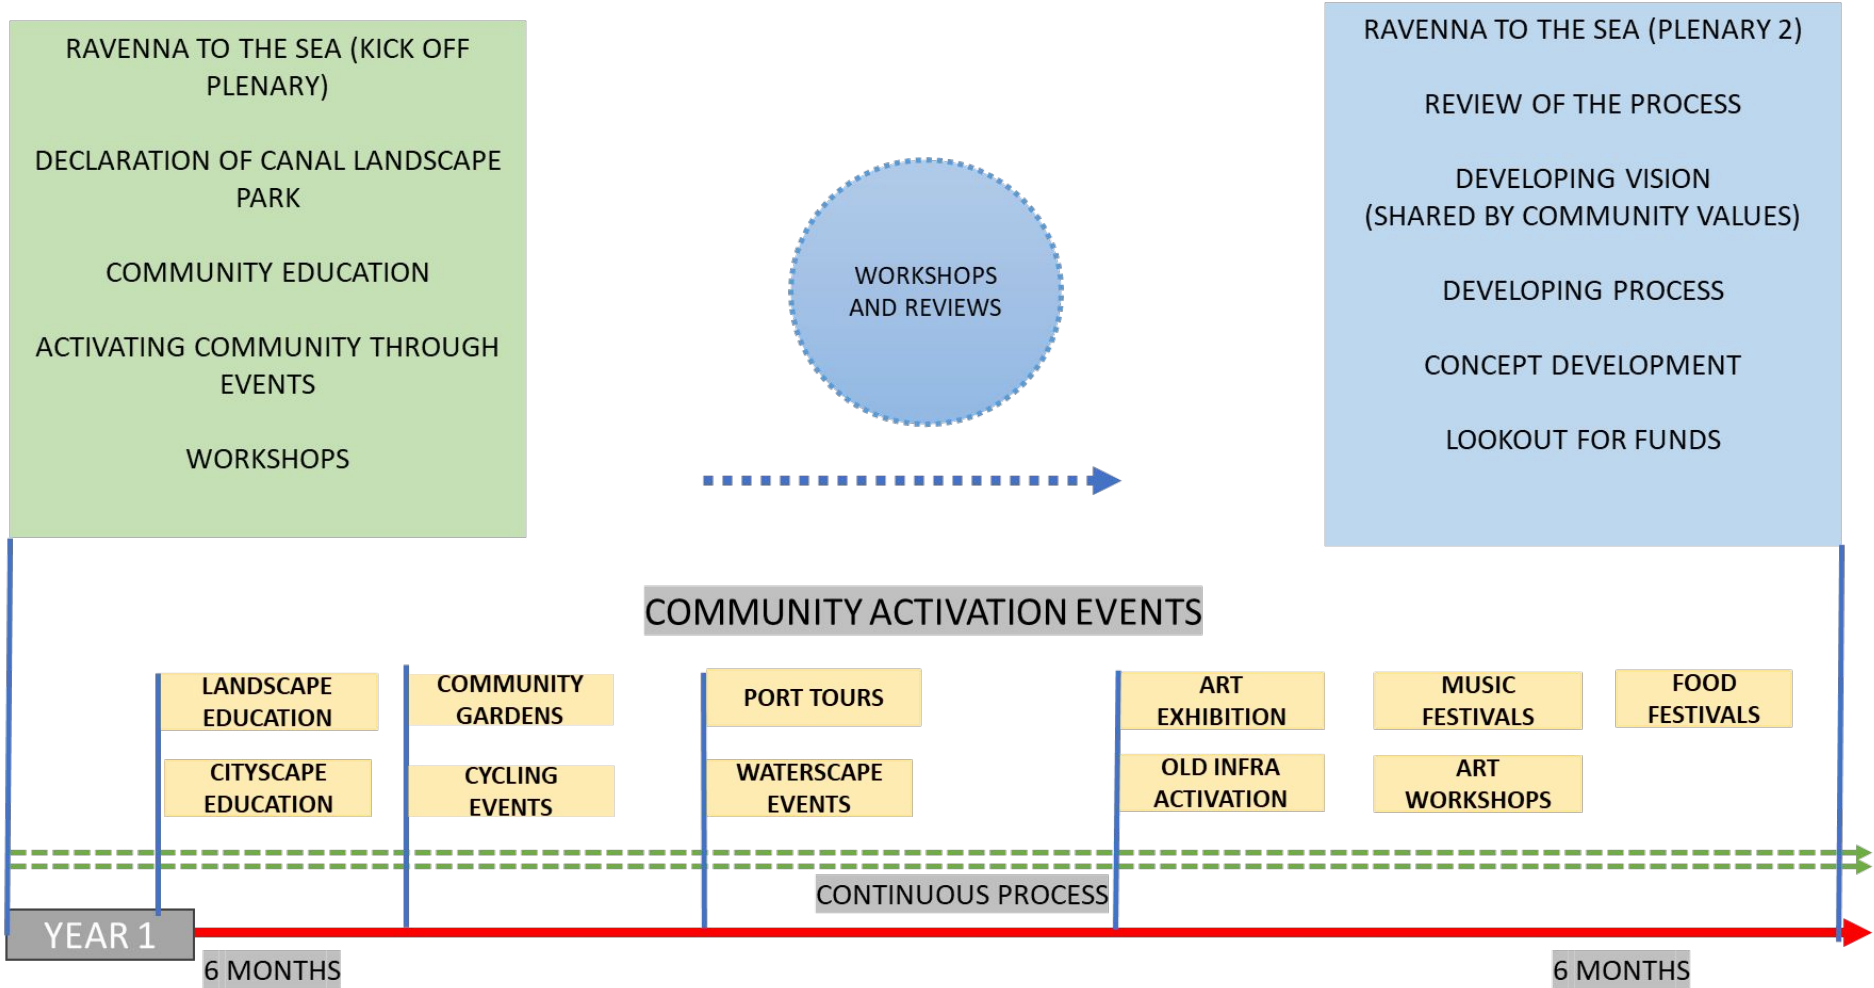 RAVENNA TO THE SEA (KICK OFF
PLENARY)
DECLARATION OF CANAL LANDSCAPE
PARK
COMMUNITY EDUCATION
ACTIVATING COMMUNITY THROUGH
EVENTS
WORKSHOPS
WORKSHOPS
AND REVIEWS
RAVENNA TO THE SEA (PLENARY 2)
REVIEW OF THE PROCESS
DEVELOPING VISION
(SHARED BY COMMUNITY VALUES)
DEVELOPING PROCESS
CONCEPT DEVELOPMENT
LOOKOUT FOR FUNDS
COMMUNITY ACTIVATION EVENTS
LANDSCAPE
EDUCATION
CITYSCAPE
EDUCATION
COMMUNITY
GARDENS
CYCLING
EVENTS
PORT TOURS
WATERSCAPE
EVENTS
ART
EXHIBITION
OLD INFRA
ACTIVATION
MUSIC
FESTIVALS
ART
WORKSHOPS
FOOD
FESTIVALS
CONTINUOUS PROCESS
YEAR 1
6 MONTHS
6 MONTHS